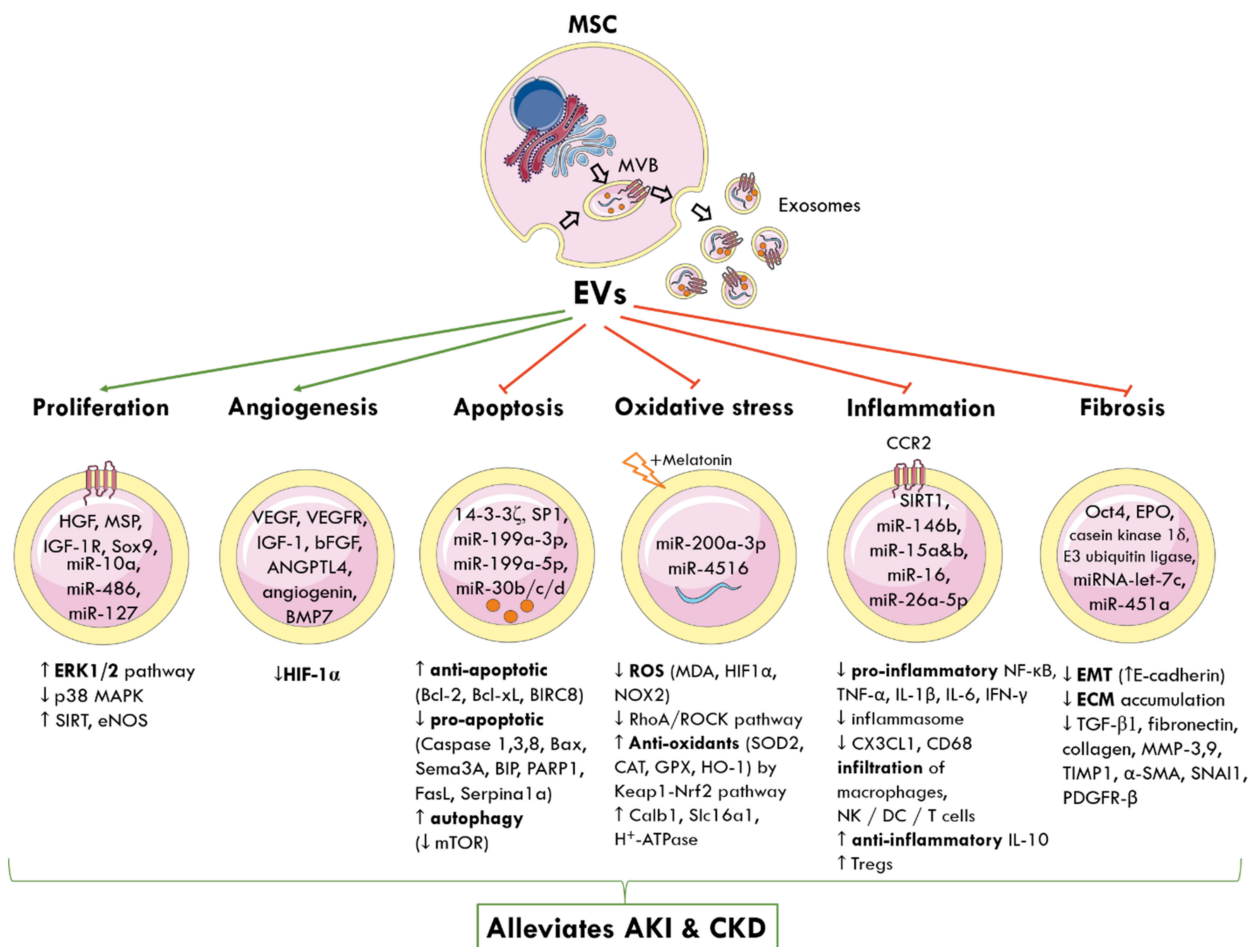 MSC
MVB
Exosomes
EVs
Proliferation
Angiogenesis
Apoptosis
Oxidative stress
Inflammation
Fibrosis
HGF, MSP,
IGF-1R, Sox9,
miR-10a,
miR-486,
miR-127
↑ ERK1/2 pathway
↓ p38 MAPK
↑ SIRT, eNOS
VEGF, VEGFR,
IGF-1, bFGF,
ANGPTL4,
angiogenin,
BMP7
↓HIF-1α
14-3-3ζ, SP1,
miR-199a-3p,
miR-199a-5p,
miR-30b/c/d
↑ anti-apoptotic
(Bcl-2, Bcl-xL, BIRC8)
↓ pro-apoptotic
(Caspase 1,3,8, Bax,
Sema3A, BIP, PARP1,
FasL, Serpina1a)
↑ autophagy
(↓ mTOR)
+Melatonin
miR-200a-3p
miR-4516
↓ ROS (MDA, HIF1α,
NOX2)
↓ RhoA/ROCK pathway
↑ Anti-oxidants (SOD2,
CAT, GPX, HO-1) by
Keap1-Nrf2 pathway
↑ Calb1, Slc16a1,
H⁺-ATPase
CCR2
SIRT1,
miR-146b,
miR-15a&b,
miR-16,
miR-26a-5p
↓ pro-inflammatory NF-κB,
TNF-α, IL-1β, IL-6, IFN-γ
↓ inflammasome
↓ CX3CL1, CD68
infiltration of
macrophages,
NK / DC / T cells
↑ anti-inflammatory IL-10
↑ Tregs
Oct4, EPO,
casein kinase 1δ,
E3 ubiquitin ligase,
miRNA-let-7c,
miR-451a
↓ EMT (↑E-cadherin)
↓ ECM accumulation
↓ TGF-β1, fibronectin,
collagen, MMP-3,9,
TIMP1, α-SMA, SNAI1,
PDGFR-β
Alleviates AKI & CKD